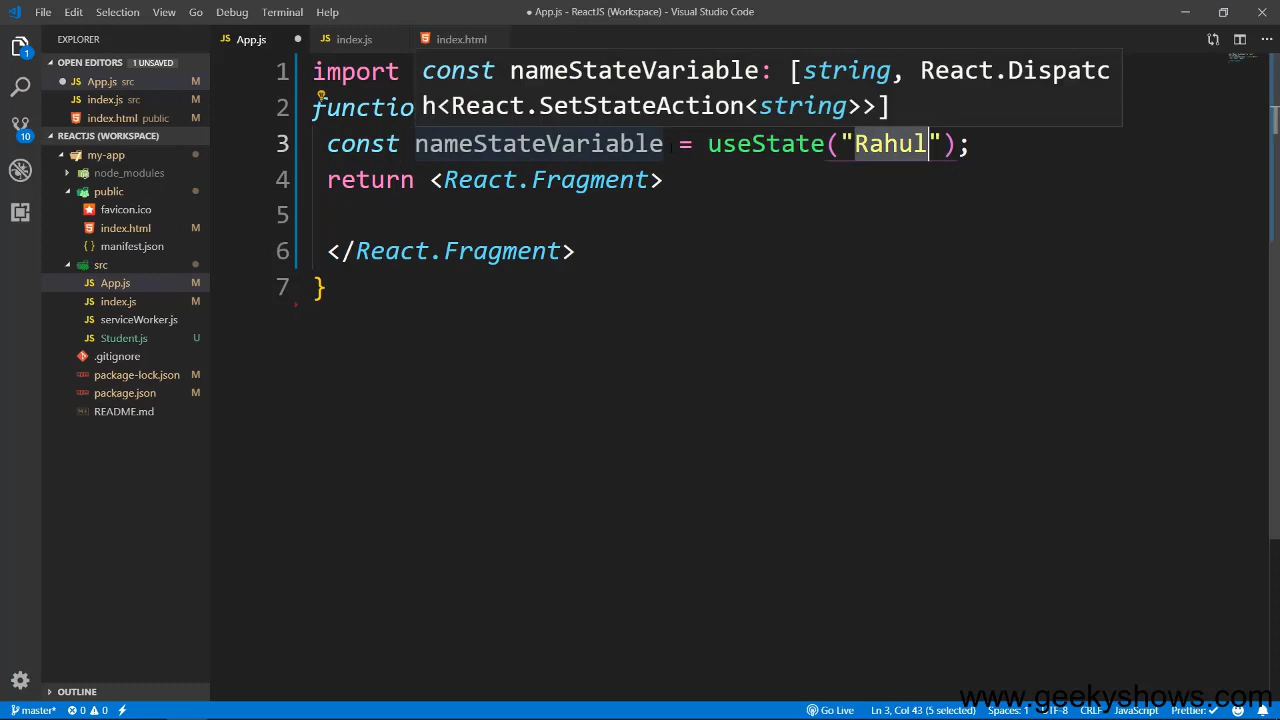 File Edit Selection View Go Debug Terminal Help
● App.js - ReactJS (Workspace) - Visual Studio Code
EXPLORER
OPEN EDITORS 1 UNSAVED
App.js src M
index.js src M
index.html public M
REACTJS (WORKSPACE)
my-app
node_modules
public
favicon.ico
index.html M
manifest.json
src
App.js M
index.js M
serviceWorker.js
Student.js U
.gitignore
package-lock.json M
package.json M
README.md
OUTLINE
1
10
JS App.js ●
JS index.js
index.html
const nameStateVariable: [string, React.Dispatc
h<React.SetStateAction<string>>]
1 import
2 functio
3 const nameStateVariable = useState("Rahul");
4 return <React.Fragment>
5
6 </React.Fragment>
7 }
www.geekyshows.com
master* 0 0 Go Live Ln 3, Col 43 (5 selected) Spaces: 1 UTF-8 CRLF JavaScript Prettier: ✓